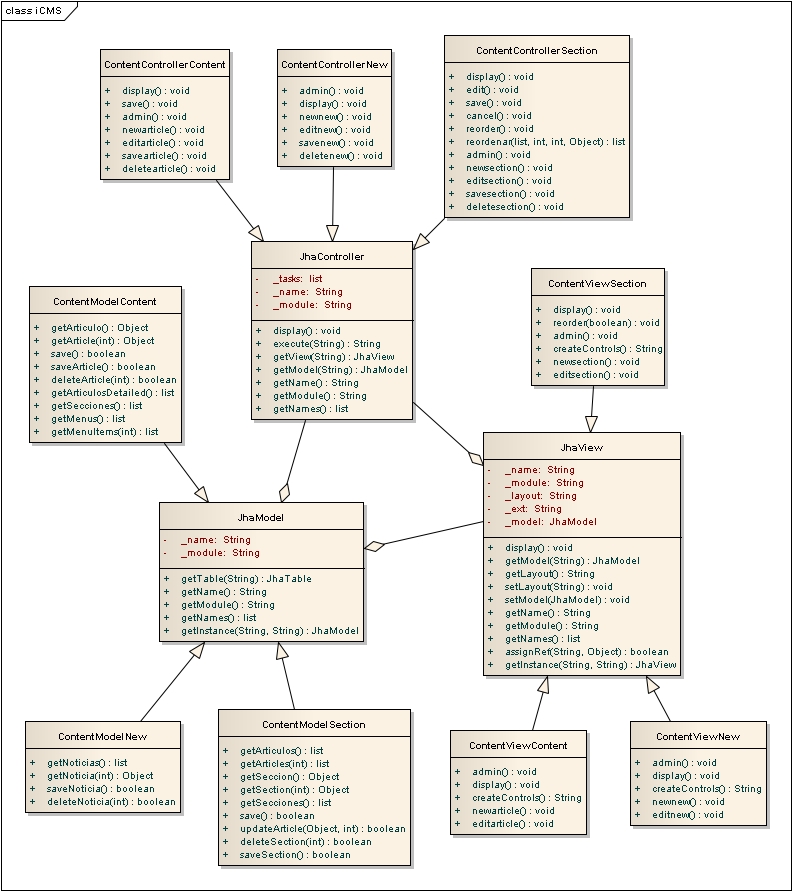 class iCMS
ContentControllerContent
+ display() : void
+ save() : void
+ admin() : void
+ newarticle() : void
+ editarticle() : void
+ savearticle() : void
+ deletearticle() : void
ContentControllerNew
+ admin() : void
+ display() : void
+ newnew() : void
+ editnew() : void
+ savenew() : void
+ deletenew() : void
ContentControllerSection
+ display() : void
+ edit() : void
+ save() : void
+ cancel() : void
+ reorder() : void
+ reordenar(list, int, int, Object) : list
+ admin() : void
+ newsection() : void
+ editsection() : void
+ savesection() : void
+ deletesection() : void
JhaController
- _tasks: list
- _name: String
- _module: String
+ display() : void
+ execute(String) : String
+ getView(String) : JhaView
+ getModel(String) : JhaModel
+ getName() : String
+ getModule() : String
+ getNames() : list
ContentModelContent
+ getArticulo() : Object
+ getArticle(int) : Object
+ save() : boolean
+ saveArticle() : boolean
+ deleteArticle(int) : boolean
+ getArticulosDetailed() : list
+ getSecciones() : list
+ getMenus() : list
+ getMenuItems(int) : list
ContentViewSection
+ display() : void
+ reorder(boolean) : void
+ admin() : void
+ createControls() : String
+ newsection() : void
+ editsection() : void
JhaView
- _name: String
- _module: String
- _layout: String
- _ext: String
- _model: JhaModel
+ display() : void
+ getModel(String) : JhaModel
+ getLayout() : String
+ setLayout(String) : void
+ setModel(JhaModel) : void
+ getName() : String
+ getModule() : String
+ getNames() : list
+ assignRef(String, Object) : boolean
+ getInstance(String, String) : JhaView
JhaModel
- _name: String
- _module: String
+ getTable(String) : JhaTable
+ getName() : String
+ getModule() : String
+ getNames() : list
+ getInstance(String, String) : JhaModel
ContentModelNew
+ getNoticias() : list
+ getNoticia(int) : Object
+ saveNoticia() : boolean
+ deleteNoticia(int) : boolean
ContentModelSection
+ getArticulos() : list
+ getArticles(int) : list
+ getSeccion() : Object
+ getSection(int) : Object
+ getSecciones() : list
+ save() : boolean
+ updateArticle(Object, int) : boolean
+ deleteSection(int) : boolean
+ saveSection() : boolean
ContentViewContent
+ admin() : void
+ display() : void
+ createControls() : String
+ newarticle() : void
+ editarticle() : void
ContentViewNew
+ admin() : void
+ display() : void
+ createControls() : String
+ newnew() : void
+ editnew() : void